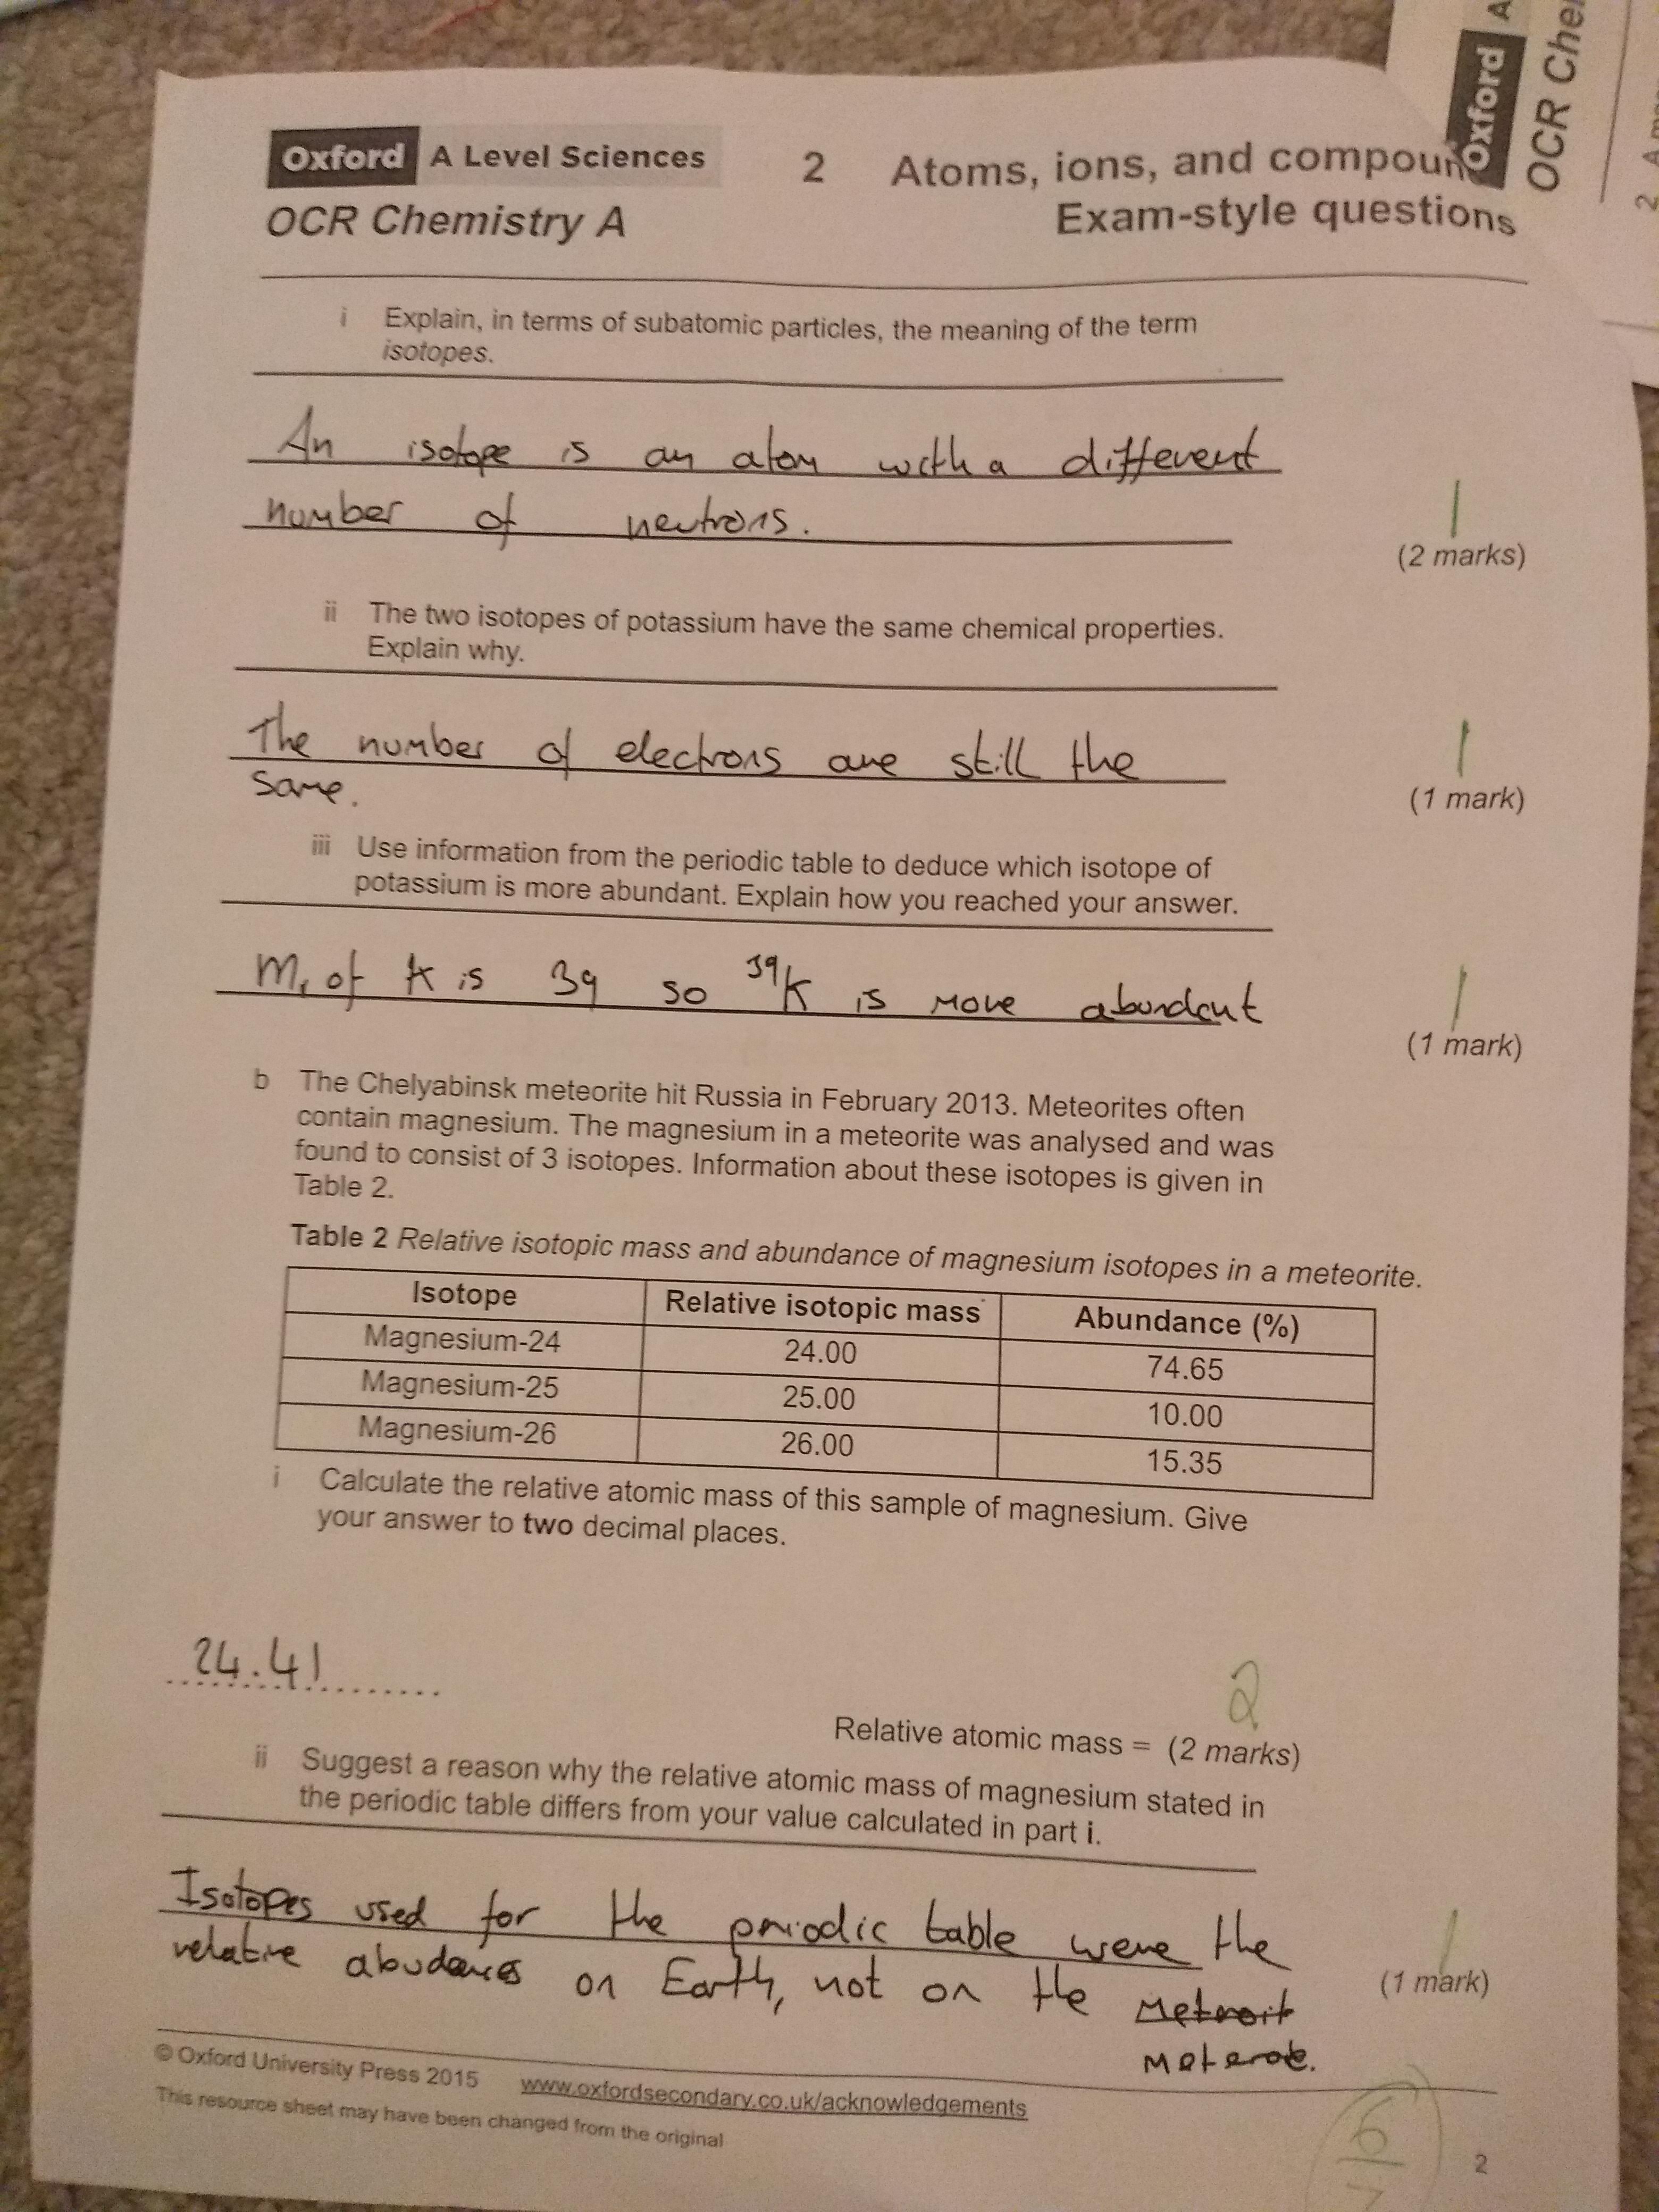 Oxford A Level Sciences
OCR Chemistry A
2 Atoms, ions, and
Exam-style questions
Oxford A
OCR
2
i Explain, in terms of subatomic particles, the meaning of the term
isotopes.
An isotope is an atom with a different
number of neutrons.
1
(2 marks)
ii The two isotopes of potassium have the same chemical properties.
Explain why.
The number of electrons are still the
same.
1
(1 mark)
iii Use information from the periodic table to deduce which isotope of
potassium is more abundant. Explain how you reached your answer.
Mr of K is 39 so ³⁹K is more abundant
1
(1 mark)
b The Chelyabinsk meteorite hit Russia in February 2013. Meteorites often
contain magnesium. The magnesium in a meteorite was analysed and was
found to consist of 3 isotopes. Information about these isotopes is given in
Table 2.
Table 2 Relative isotopic mass and abundance of magnesium isotopes in a meteorite.
Isotope Relative isotopic mass Abundance (%)
Magnesium-24 24.00 74.65
Magnesium-25 25.00 10.00
Magnesium-26 26.00 15.35
i Calculate the relative atomic mass of this sample of magnesium. Give
your answer to two decimal places.
24.41
2
Relative atomic mass = (2 marks)
ii Suggest a reason why the relative atomic mass of magnesium stated in
the periodic table differs from your value calculated in part i.
Isotopes used for the periodic table were the
relative on Earth, not on the
1
(1 mark)
© Oxford University Press 2015 www.oxfordsecondary.co.uk/acknowledgements
This resource sheet may have been changed from the original
6
2